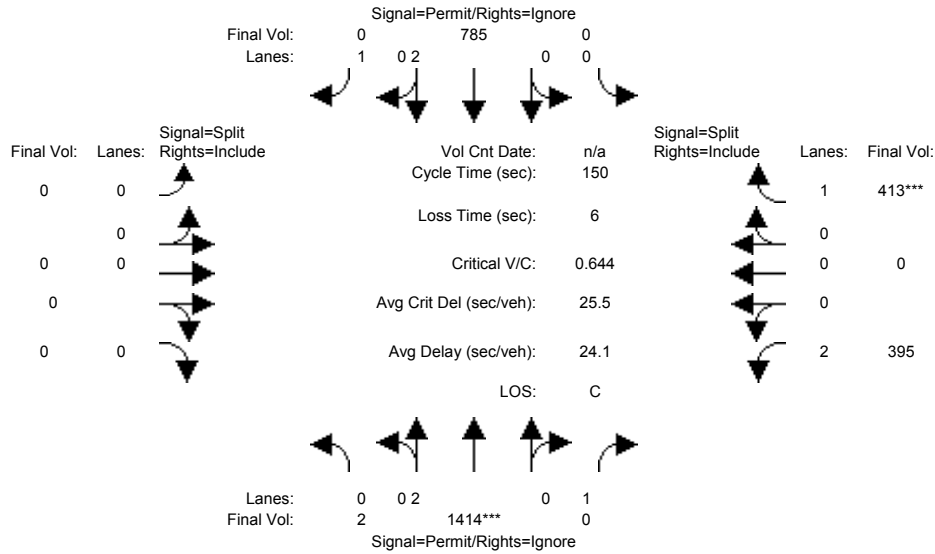 Signal=Permit/Rights=Ignore
Final Vol: 0 785 0
Lanes: 1 0 2 0 0
Signal=Split Signal=Split
Final Vol: Lanes: Rights=Include Vol Cnt Date: n/a Rights=Include Lanes: Final Vol:
Cycle Time (sec): 150
0 0 1 413***
Loss Time (sec): 6
0 0
0 0 Critical V/C: 0.644 0 0
0 Avg Crit Del (sec/veh): 25.5 0
0 0 Avg Delay (sec/veh): 24.1 2 395
LOS: C
Lanes: 0 0 2 0 1
Final Vol: 2 1414*** 0
Signal=Permit/Rights=Ignore